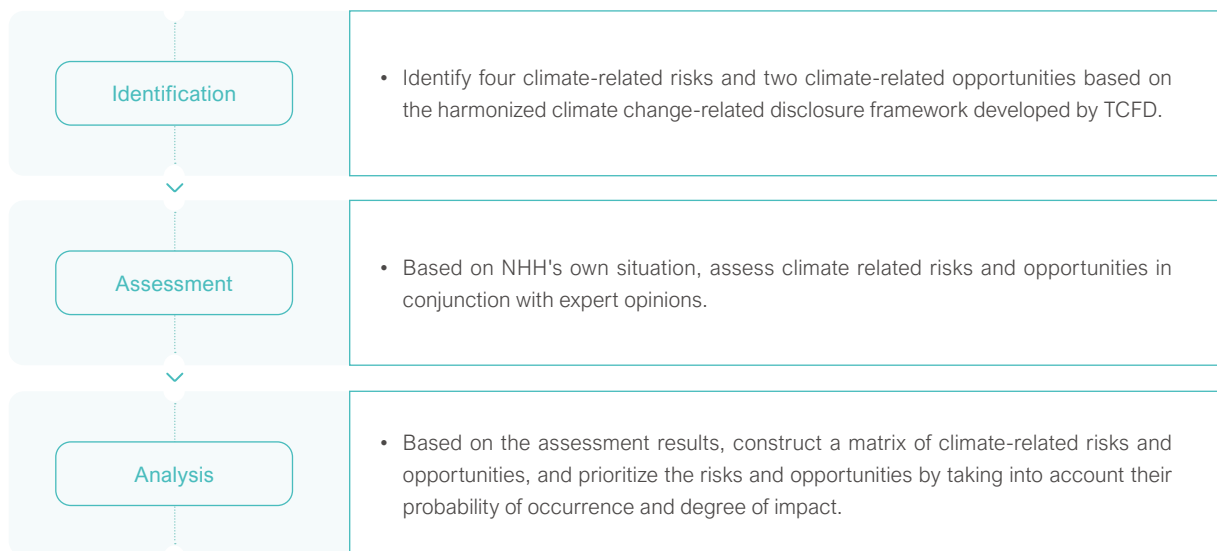 Identification
• Identify four climate-related risks and two climate-related opportunities based on
the harmonized climate change-related disclosure framework developed by TCFD.
Assessment
• Based on NHH's own situation, assess climate related risks and opportunities in
conjunction with expert opinions.
Analysis
• Based on the assessment results, construct a matrix of climate-related risks and
opportunities, and prioritize the risks and opportunities by taking into account their
probability of occurrence and degree of impact.